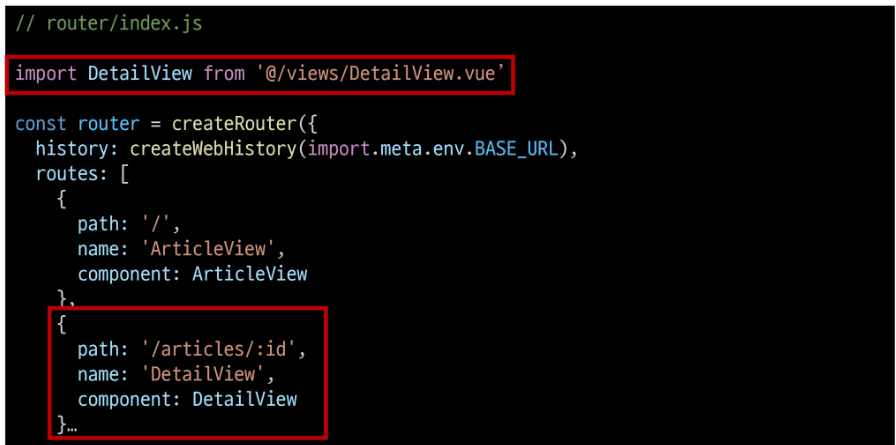 // router/index.js
import DetailView from '@/views/DetailView.vue’
const router = createRouter({
  history: createWebHistory(import.meta.env.BASE_URL),
  routes: [
    {
      path: '/',
      name: 'ArticleView',
      component: ArticleView
    },
    {
      path: '/articles/:id',
      name: 'DetailView',
      component: DetailView
    }…